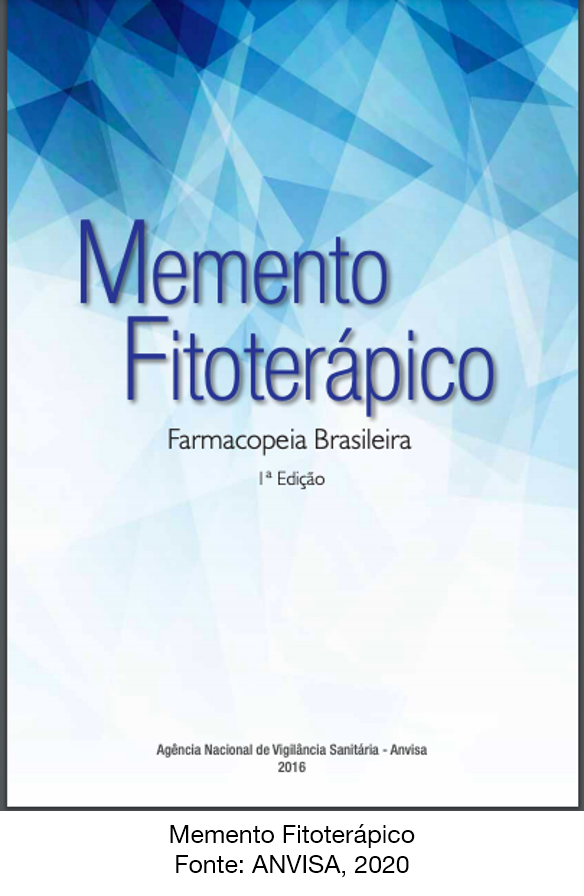 Memento
Fitoterápico
Farmacopeia Brasileira
1ª Edição
Agência Nacional de Vigilância Sanitária - Anvisa
2016
Memento Fitoterápico
Fonte: ANVISA, 2020